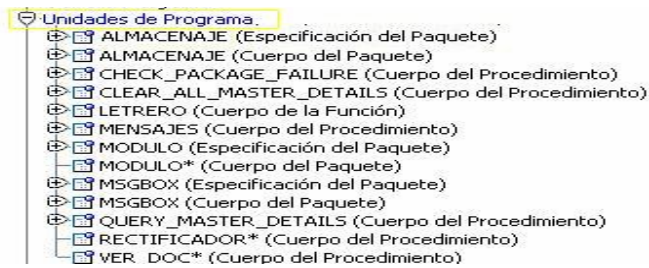 Unidades de Programa
ALMACENAJE (Especificación del Paquete)
ALMACENAJE (Cuerpo del Paquete)
CHECK_PACKAGE_FAILURE (Cuerpo del Procedimiento)
CLEAR_ALL_MASTER_DETAILS (Cuerpo del Procedimiento)
LETRERO (Cuerpo de la Función)
MENSAJES (Cuerpo del Procedimiento)
MODULO (Especificación del Paquete)
MODULO* (Cuerpo del Paquete)
MSGBOX (Especificación del Paquete)
MSGBOX (Cuerpo del Paquete)
QUERY_MASTER_DETAILS (Cuerpo del Procedimiento)
RECTIFICADOR* (Cuerpo del Procedimiento)
VER_DOC* (Cuerpo del Procedimiento)